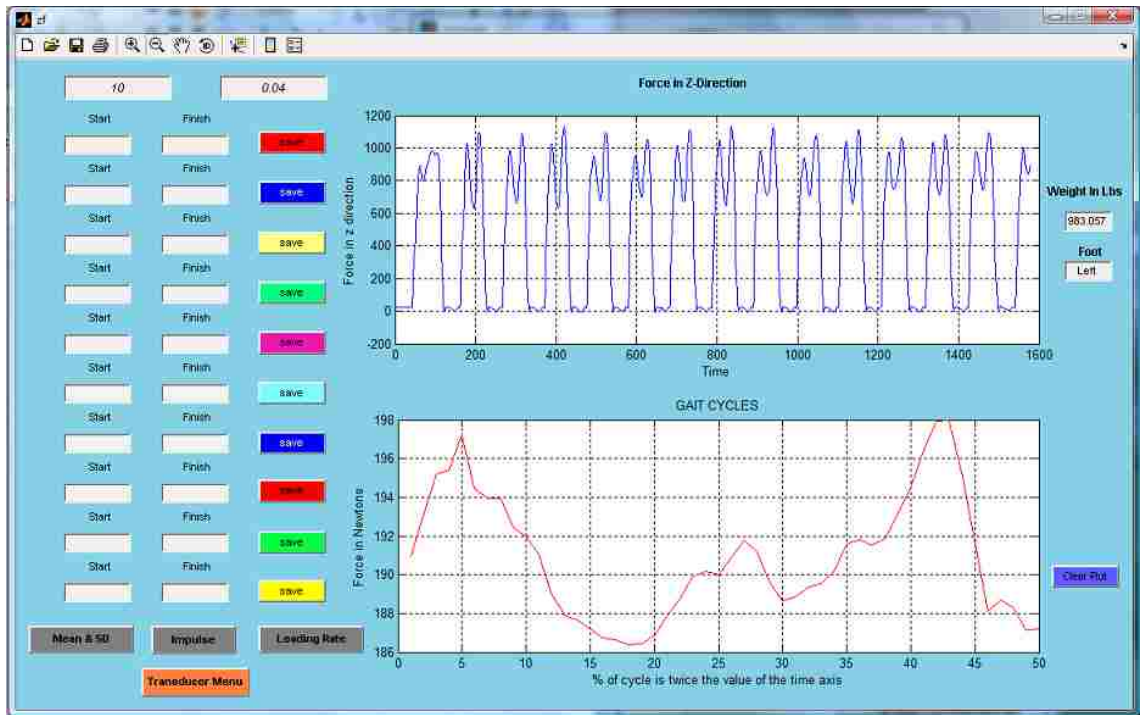 zf
10
0.04
Start Finish
save
Start Finish
save
Start Finish
save
Start Finish
save
Start Finish
save
Start Finish
save
Start Finish
save
Start Finish
save
Start Finish
save
Start Finish
save
Mean & SD
Impulse
Loading Rate
Transducer Menu
Force in Z-Direction
Force in z direction
1200
1000
800
600
400
200
0
-200
0 200 400 600 800 1000 1200 1400 1600
Time
Weight In Lbs
983.057
Foot
Left
GAIT CYCLES
Force in Newtons
198
196
194
192
190
188
186
0 5 10 15 20 25 30 35 40 45 50
% of cycle is twice the value of the time axis
Clear Plot